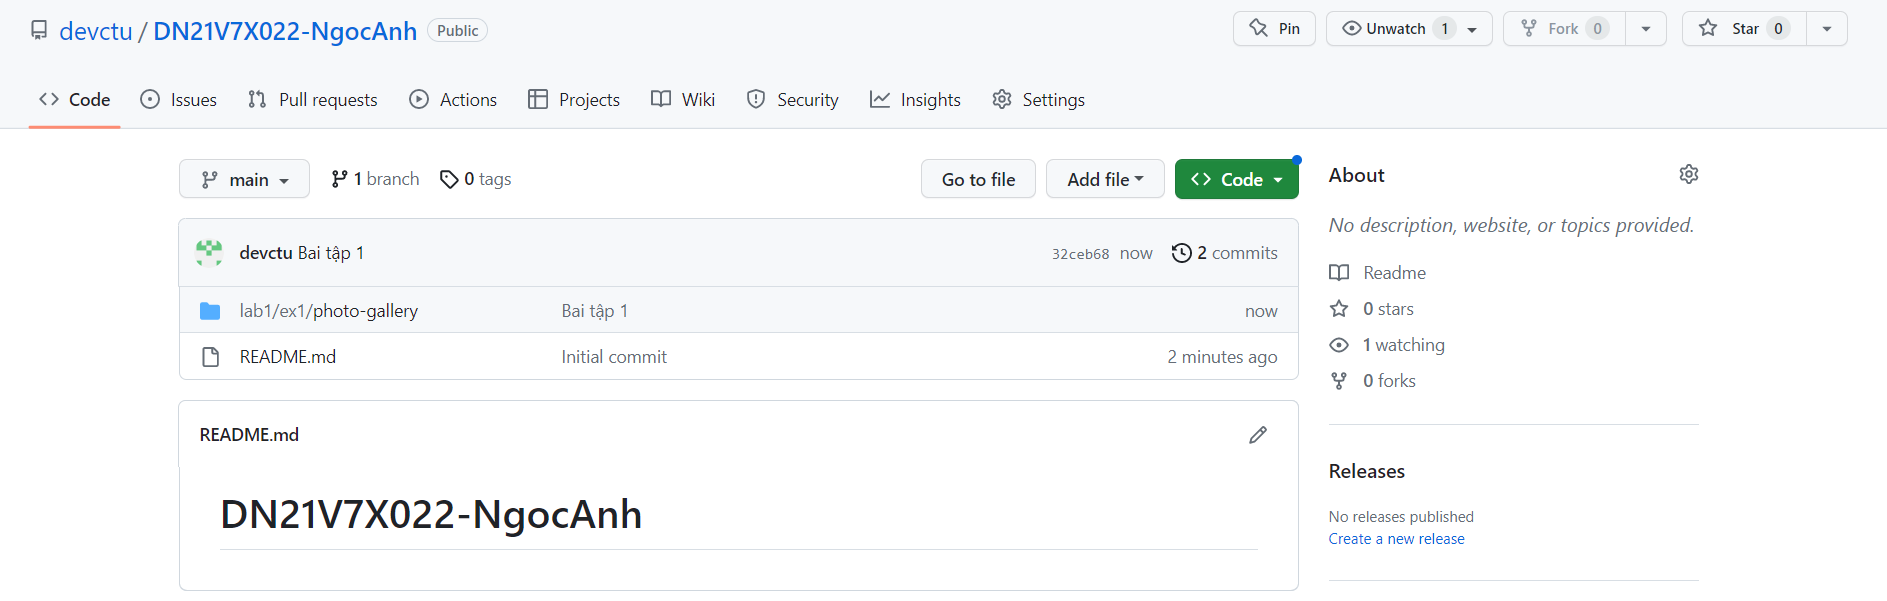 devctu / DN21V7X022-NgocAnh Public Pin Unwatch 1 Fork 0 Star 0
Code Issues Pull requests Actions Projects Wiki Security Insights Settings
main 1 branch 0 tags Go to file Add file Code
devctu Bai tập 1 32ceb68 now 2 commits
lab1/ex1/photo-gallery Bai tập 1 now
README.md Initial commit 2 minutes ago
README.md
DN21V7X022-NgocAnh
About
No description, website, or topics provided.
Readme
0 stars
1 watching
0 forks
Releases
No releases published
Create a new release